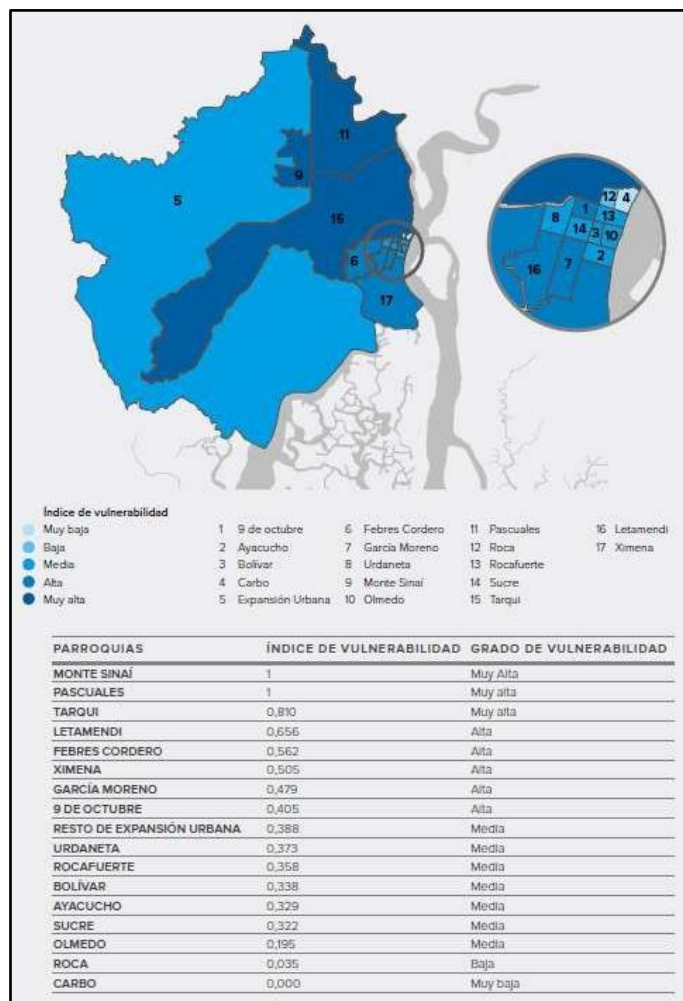 11
9
5
15
6
17
12
4
1
8
13
14
3
10
2
16
7
Índice de vulnerabilidad
Muy baja
Baja
Media
Alta
Muy alta
1 9 de octubre
2 Ayacucho
3 Bolívar
4 Carbo
5 Expansión Urbana
6 Febres Cordero
7 García Moreno
8 Urdaneta
9 Monte Sinaí
10 Olmedo
11 Pascuales
12 Roca
13 Rocafuerte
14 Sucre
15 Tarqui
16 Letamendi
17 Ximena
PARROQUIAS ÍNDICE DE VULNERABILIDAD GRADO DE VULNERABILIDAD
MONTE SINAÍ 1 Muy Alta
PASCUALES 1 Muy alta
TARQUI 0,810 Muy alta
LETAMENDI 0,656 Alta
FEBRES CORDERO 0,562 Alta
XIMENA 0,505 Alta
GARCÍA MORENO 0,479 Alta
9 DE OCTUBRE 0,405 Alta
RESTO DE EXPANSIÓN URBANA 0,388 Media
URDANETA 0,373 Media
ROCAFUERTE 0,358 Media
BOLÍVAR 0,338 Media
AYACUCHO 0,329 Media
SUCRE 0,322 Media
OLMEDO 0,195 Media
ROCA 0,035 Baja
CARBO 0,000 Muy baja